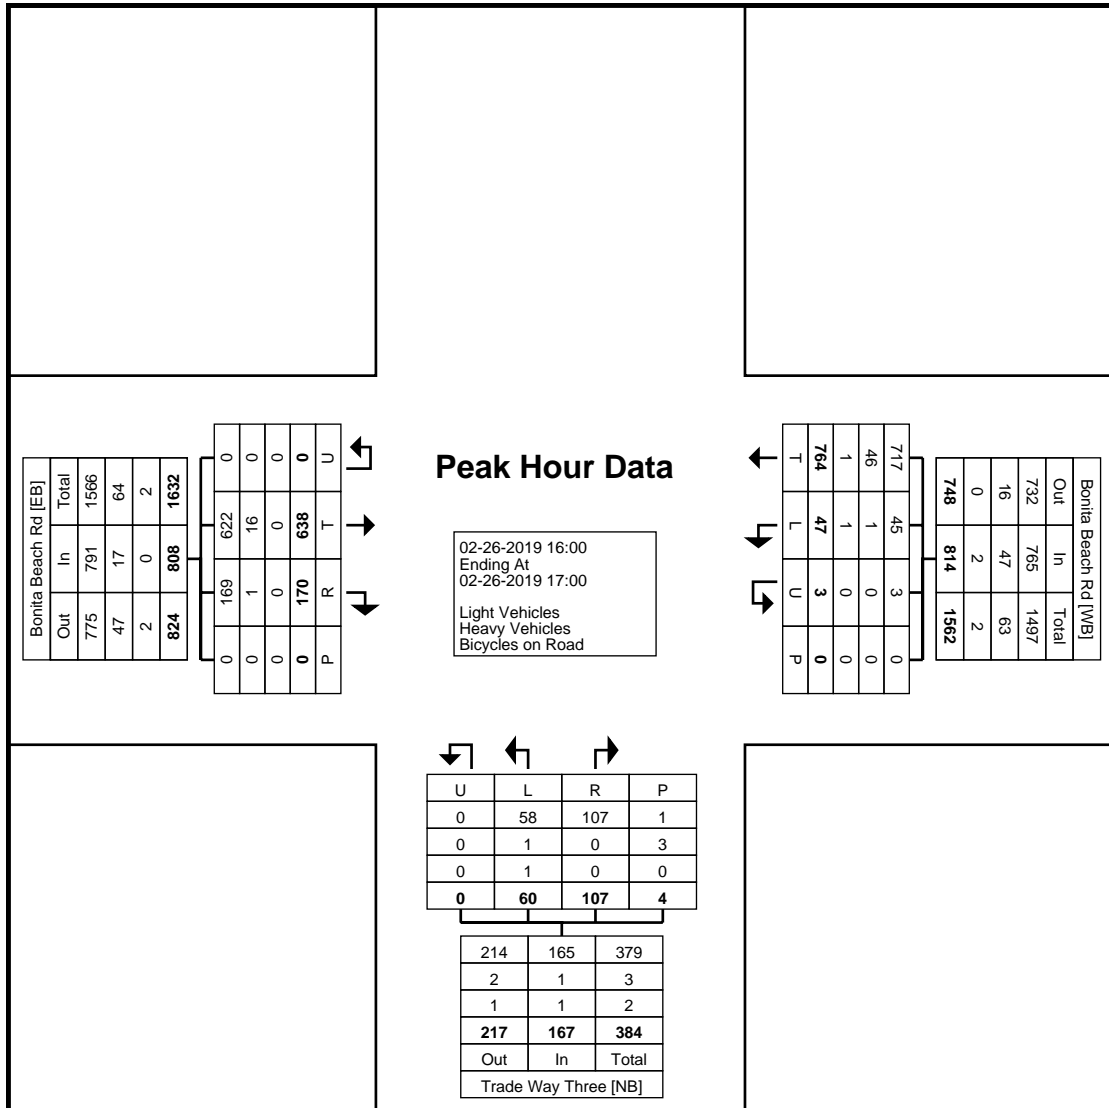 Peak Hour Data
02-26-2019 16:00
Ending At
02-26-2019 17:00
Light Vehicles
Heavy Vehicles
Bicycles on Road
Bonita Beach Rd [EB]
Total In Out
1566 791 775
64 17 47
2 0 2
1632 808 824
0 622 169 0
0 16 1 0
0 0 0 0
0 638 170 0
U T R P
Bonita Beach Rd [WB]
Out In Total
732 765 1497
16 47 63
0 2 2
748 814 1562
717 45 3 0
46 1 0 0
1 1 0 0
764 47 3 0
T L U P
U L R P
0 58 107 1
0 1 0 3
0 1 0 0
0 60 107 4
214 165 379
2 1 3
1 1 2
217 167 384
Out In Total
Trade Way Three [NB]